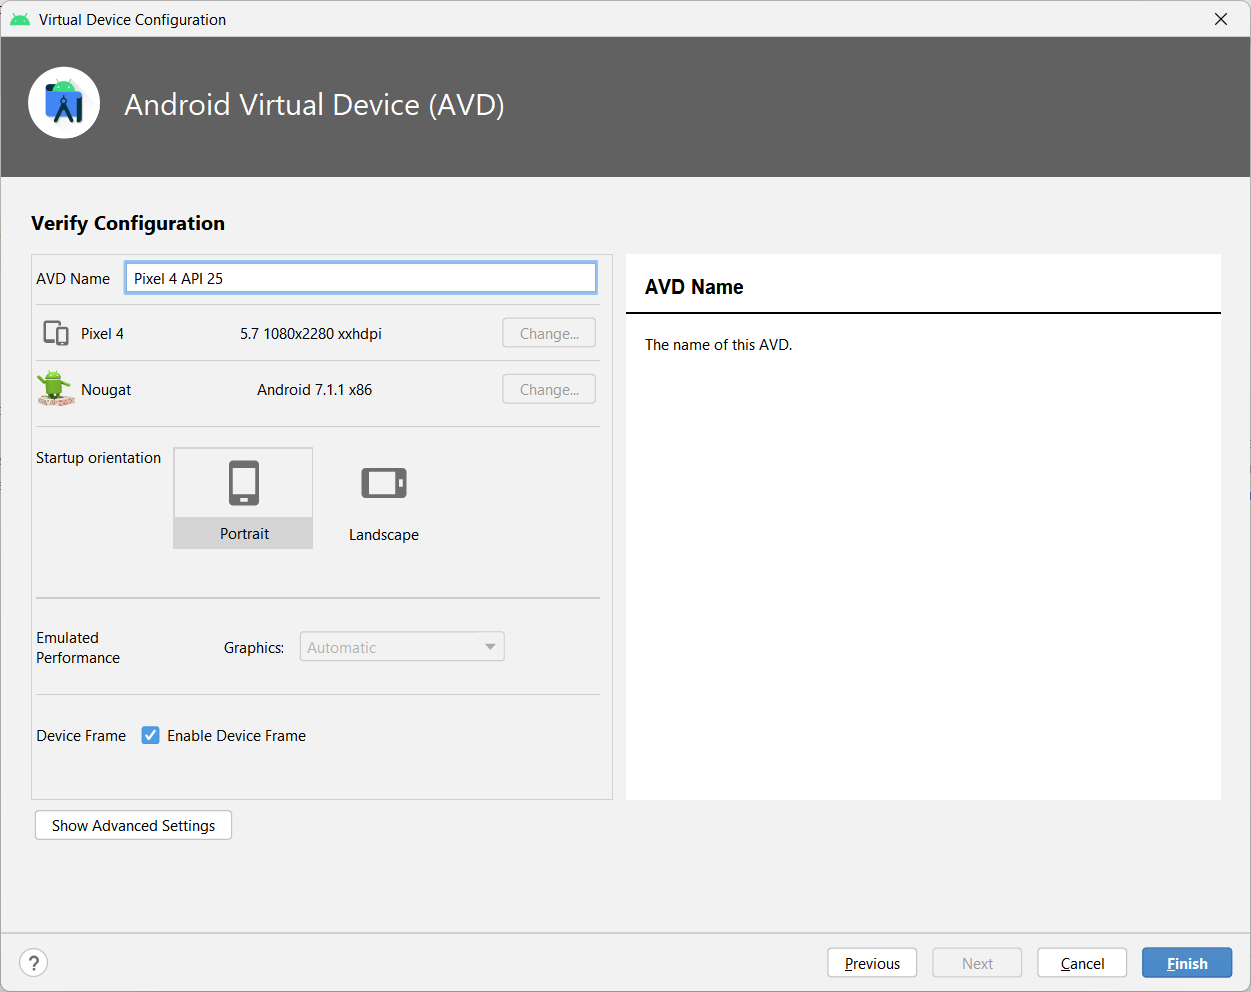 Virtual Device Configuration
Android Virtual Device (AVD)
Verify Configuration
AVD Name Pixel 4 API 25
Pixel 4 5.7 1080x2280 xxhdpi Change...
Nougat Android 7.1.1 x86 Change...
Startup orientation
Portrait Landscape
Emulated
Performance
Graphics: Automatic
Device Frame Enable Device Frame
Show Advanced Settings
AVD Name
The name of this AVD.
? Previous Next Cancel Finish